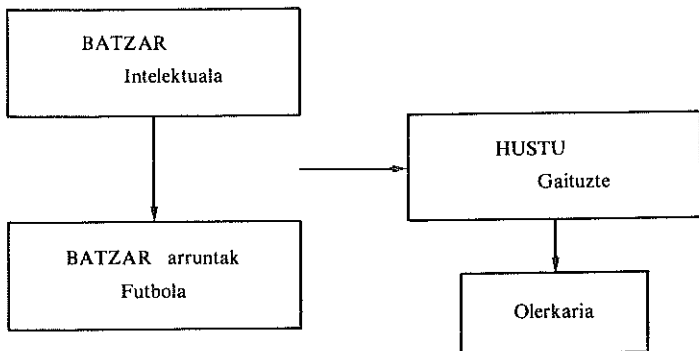 BATZAR
Intelektuala
HUSTU
Gaituzte
BATZAR arruntak
Futbola
Olerkaria